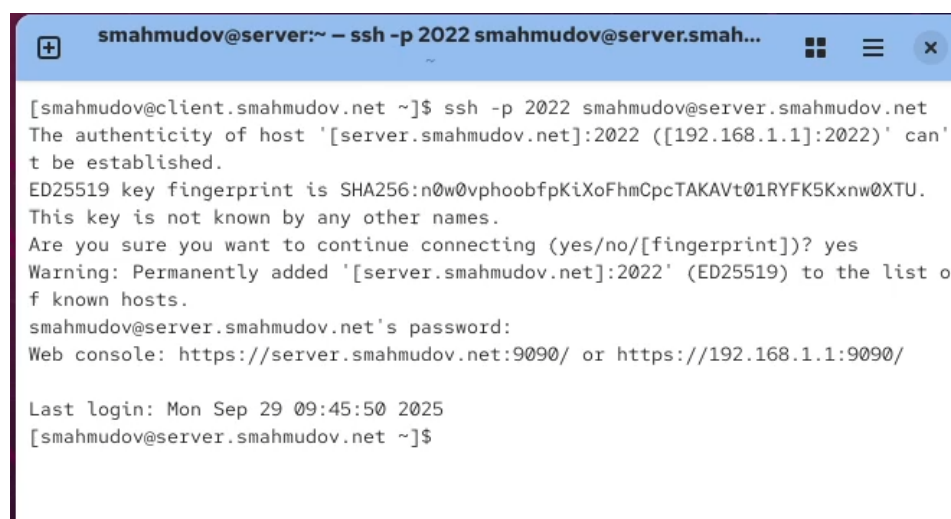 smahmudov@server:~ — ssh -p 2022 smahmudov@server.smah...
~
[smahmudov@client.smahmudov.net ~]$ ssh -p 2022 smahmudov@server.smahmudov.net
The authenticity of host '[server.smahmudov.net]:2022 ([192.168.1.1]:2022)' can'
t be established.
ED25519 key fingerprint is SHA256:n0w0vphoobfpKiXoFhmCpcTAKAVt01RYFK5Kxnw0XTU.
This key is not known by any other names.
Are you sure you want to continue connecting (yes/no/[fingerprint])? yes
Warning: Permanently added '[server.smahmudov.net]:2022' (ED25519) to the list o
f known hosts.
smahmudov@server.smahmudov.net's password:
Web console: https://server.smahmudov.net:9090/ or https://192.168.1.1:9090/
Last login: Mon Sep 29 09:45:50 2025
[smahmudov@server.smahmudov.net ~]$